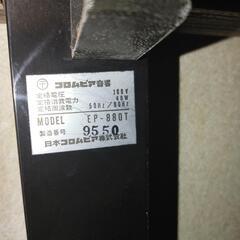 〒 コロムビア音響
定格電圧 100V
定格消費電力 40W
定格周波数 50Hz/60Hz
MODEL EP-880T
製造番号 9550
日本コロムビア株式会社